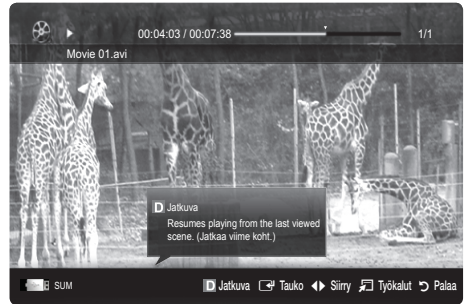 00:04:03 / 00:07:38 1/1
Movie 01.avi
D Jatkuva
Resumes playing from the last viewed
scene. (Jatkaa viime koht.)
SUM D Jatkuva Tauko Siirry Työkalut Palaa